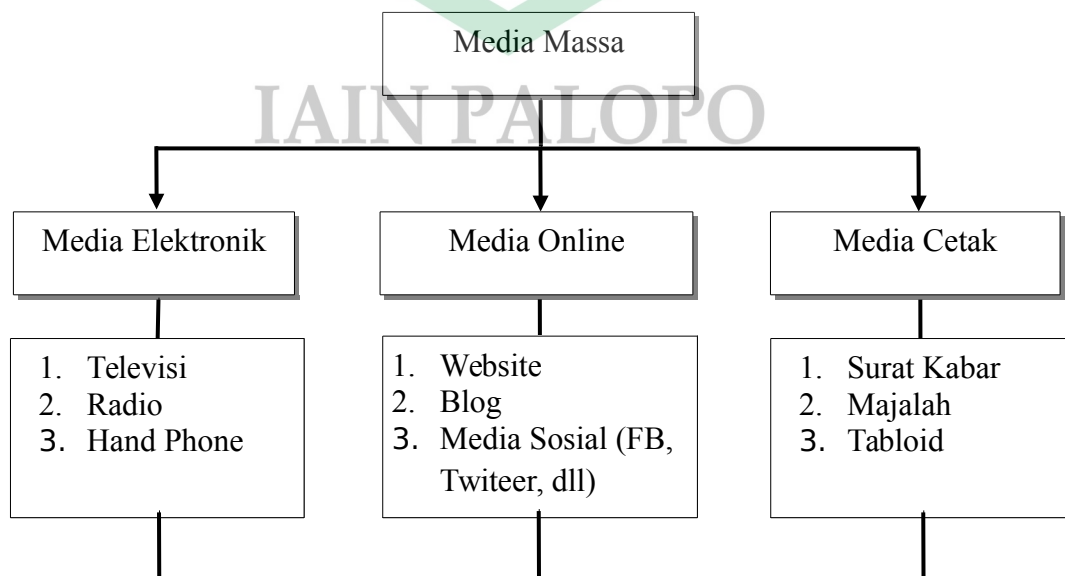 Media Massa
IAIN PALOPO
Media Elektronik
Media Online
Media Cetak
1. Televisi
2. Radio
3. Hand Phone
1. Website
2. Blog
3. Media Sosial (FB,
Twiteer, dll)
1. Surat Kabar
2. Majalah
3. Tabloid